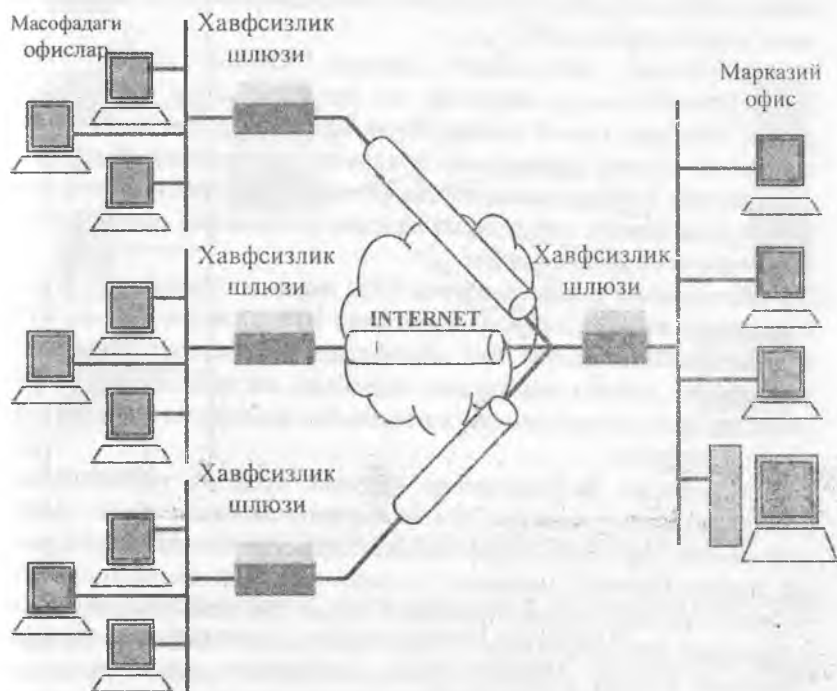 Масофадаги
офислар
Хавфсизлик
шлюзи
Марказий
офис
Хавфсизлик
шлюзи
Хавфсизлик
шлюзи
INTERNET
Хавфсизлик
шлюзи